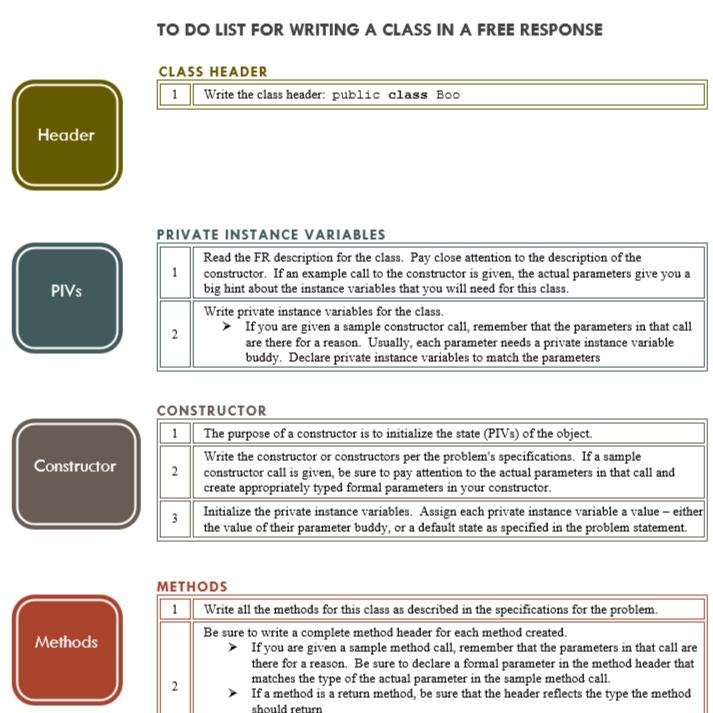 TO DO LIST FOR WRITING A CLASS IN A FREE RESPONSE
Header
CLASS HEADER
1 Write the class header: public class Boo
PIVs
PRIVATE INSTANCE VARIABLES
1 Read the FR description for the class. Pay close attention to the description of the
constructor. If an example call to the constructor is given, the actual parameters give you a
big hint about the instance variables that you will need for this class.
2 Write private instance variables for the class.
➢ If you are given a sample constructor call, remember that the parameters in that call
are there for a reason. Usually, each parameter needs a private instance variable
buddy. Declare private instance variables to match the parameters
Constructor
CONSTRUCTOR
1 The purpose of a constructor is to initialize the state (PIVs) of the object.
2 Write the constructor or constructors per the problem's specifications. If a sample
constructor call is given, be sure to pay attention to the actual parameters in that call and
create appropriately typed formal parameters in your constructor.
3 Initialize the private instance variables. Assign each private instance variable a value – either
the value of their parameter buddy, or a default state as specified in the problem statement.
Methods
METHODS
1 Write all the methods for this class as described in the specifications for the problem.
2 Be sure to write a complete method header for each method created.
➢ If you are given a sample method call, remember that the parameters in that call are
there for a reason. Be sure to declare a formal parameter in the method header that
matches the type of the actual parameter in the sample method call.
➢ If a method is a return method, be sure that the header reflects the type the method
should return